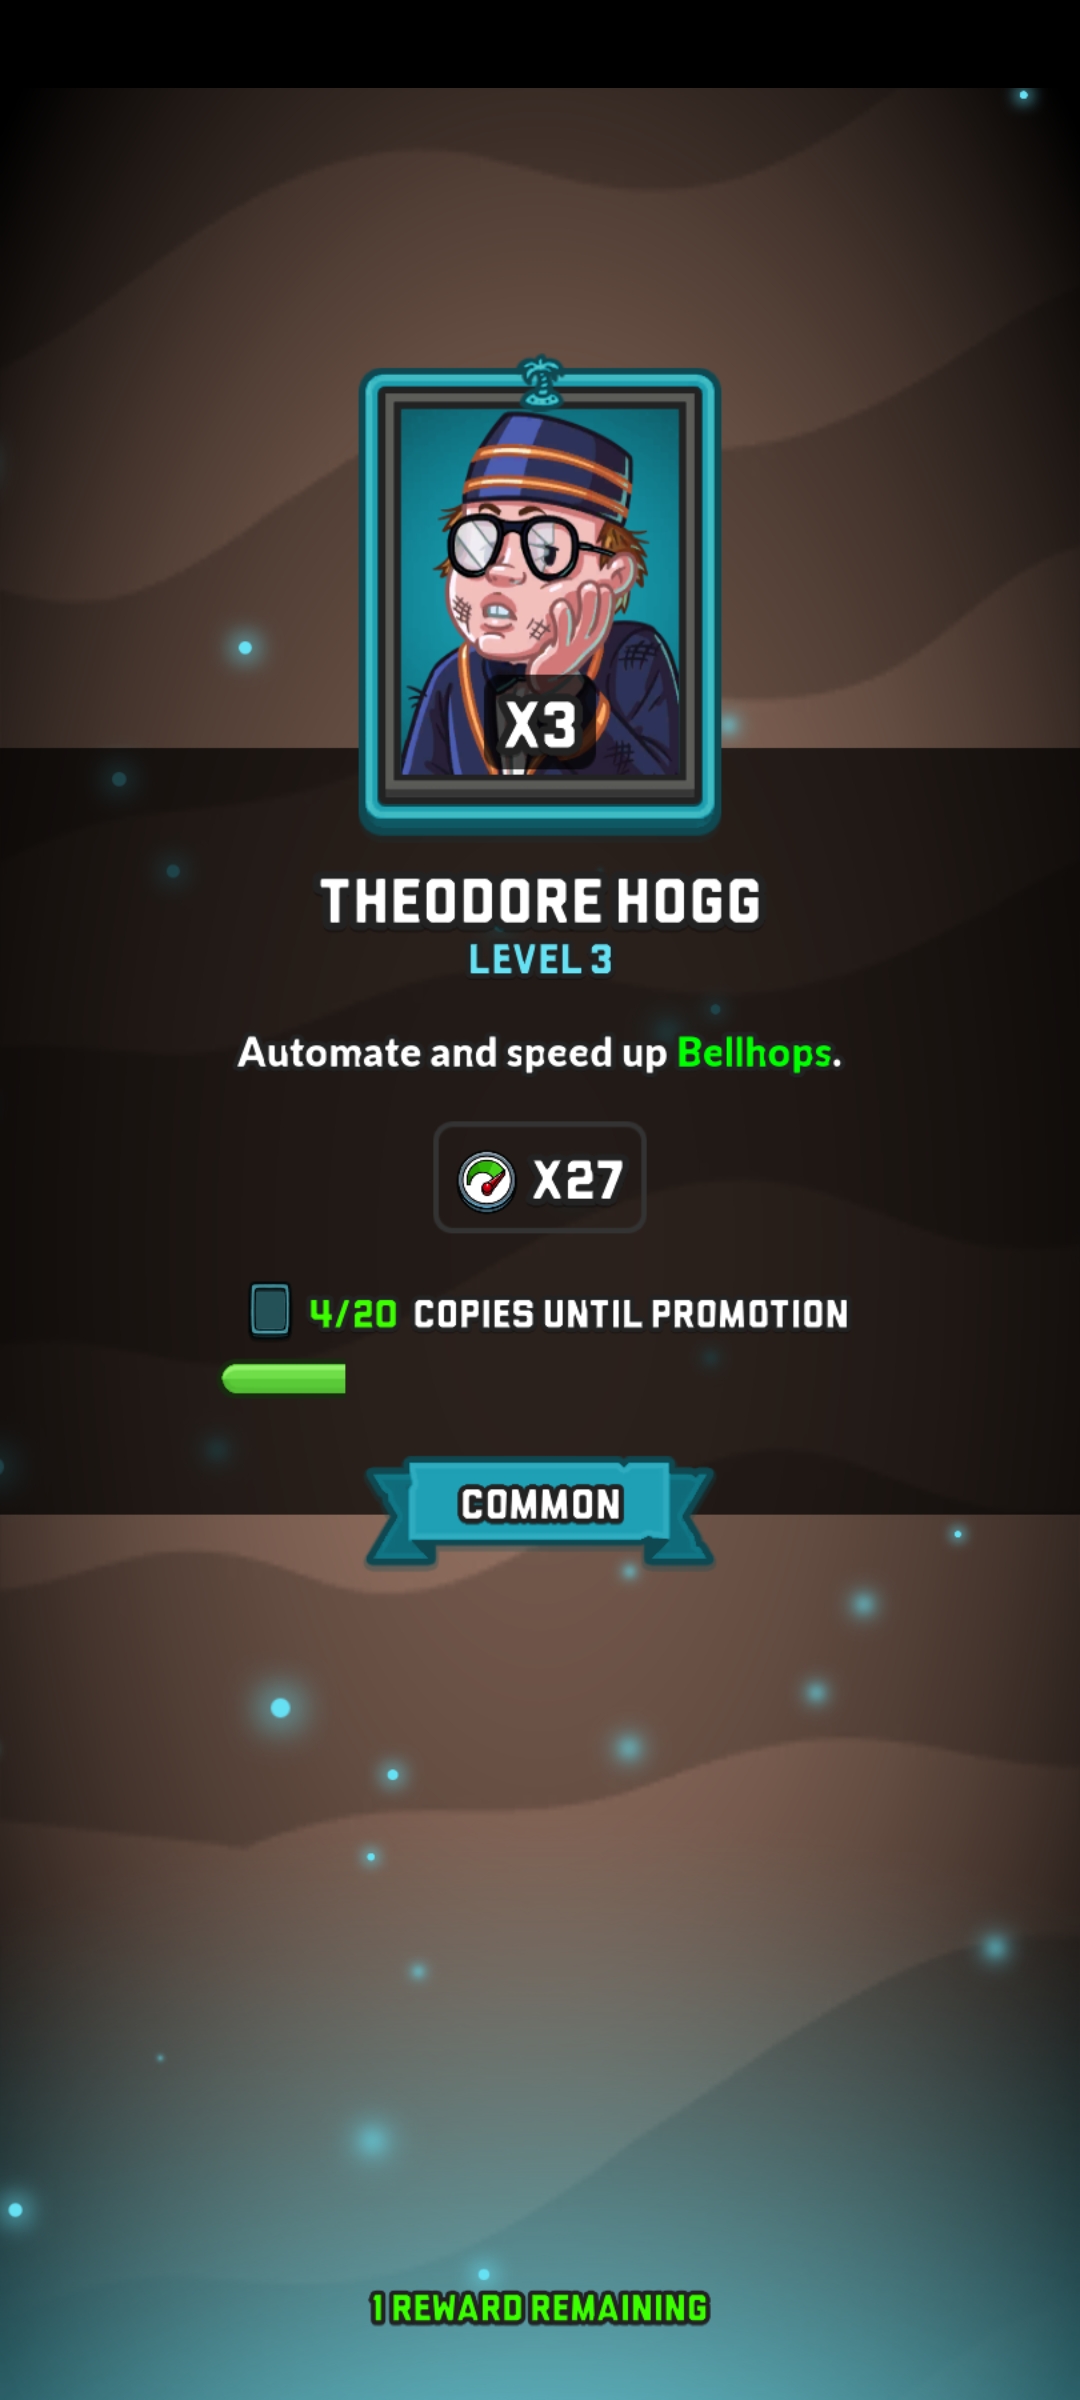 X3
THEODORE HOGG
LEVEL 3
Automate and speed up Bellhops.
X27
4/20 COPIES UNTIL PROMOTION
COMMON
1 REWARD REMAINING